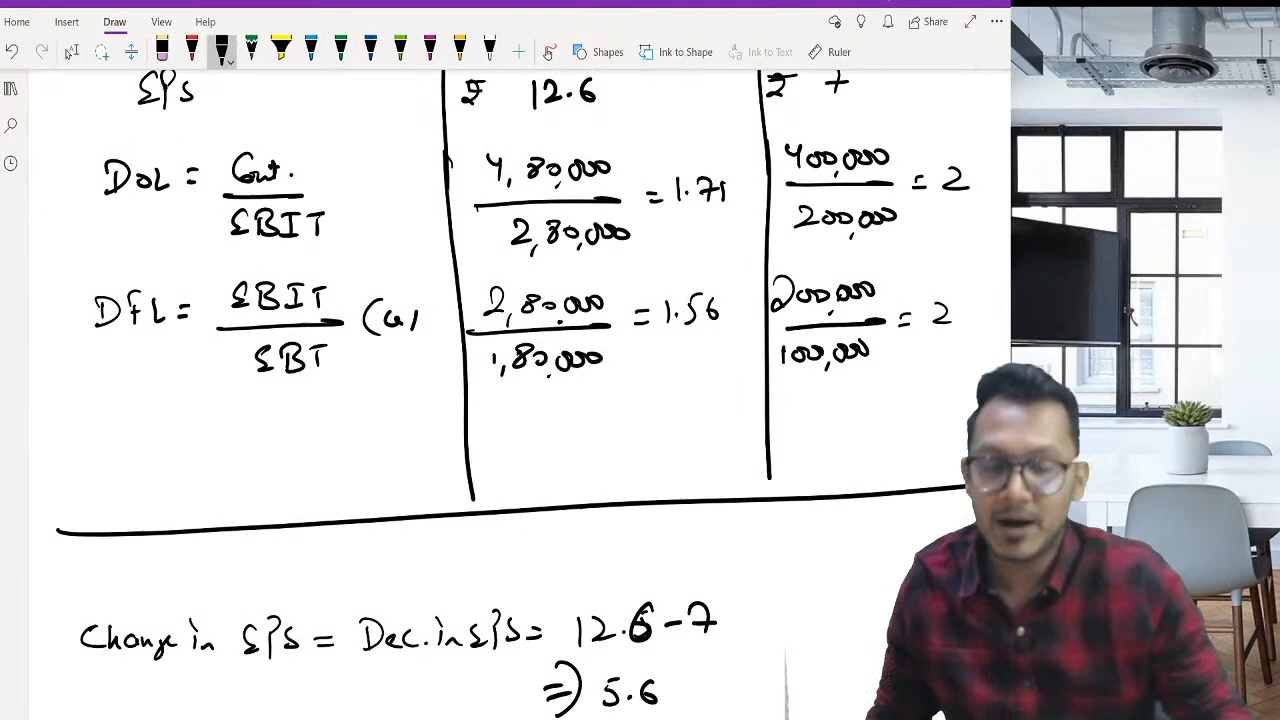 Home Insert Draw View Help Share
Shapes Ink to Shape Ink to Text Ruler
EPS ₹ 12.6 ₹ 7
DOL = Cont. / EBIT 4,80,000 / 2,80,000 = 1.71 400,000 / 200,000 = 2
DFL = EBIT / EBT 2,80,000 / 1,80,000 = 1.56 200,000 / 100,000 = 2
Change in EPS = Dec. in EPS = 12.6 - 7
=) 5.6